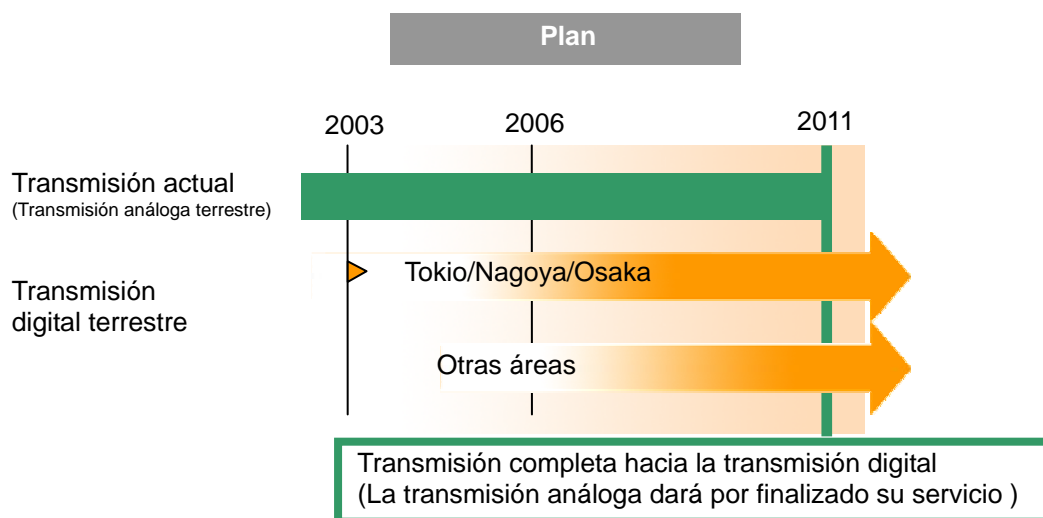 Plan
2003
2006
2011
Transmisión actual
(Transmisión análoga terrestre)
Tokio/Nagoya/Osaka
Transmisión
digital terrestre
Otras áreas
Transmisión completa hacia la transmisión digital
(La transmisión análoga dará por finalizado su servicio )